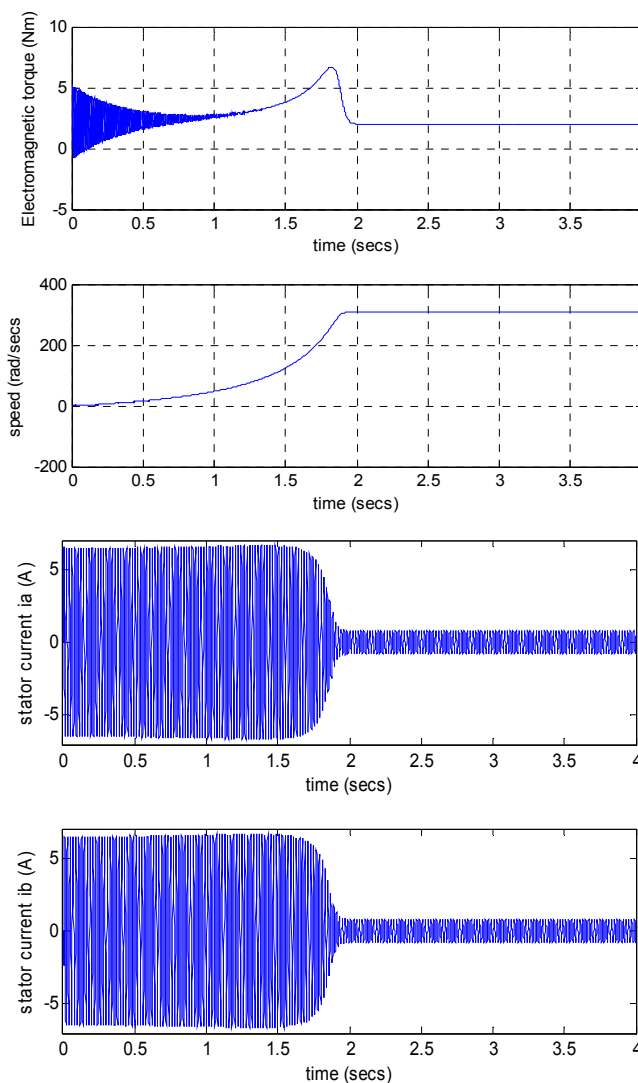 Electromagnetic torque (Nm)
10
5
0
-5
0 0.5 1 1.5 2 2.5 3 3.5
time (secs)
speed (rad/secs
400
200
0
-200
0 0.5 1 1.5 2 2.5 3 3.5
time (secs)
stator current ia (A)
5
0
-5
0 0.5 1 1.5 2 2.5 3 3.5 4
time (secs)
stator current ib (A)
5
0
-5
0 0.5 1 1.5 2 2.5 3 3.5 4
time (secs)